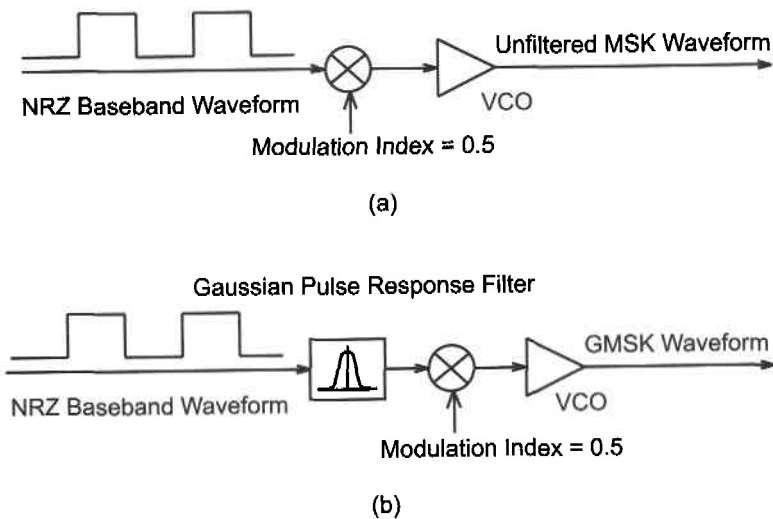 Unfiltered MSK Waveform
NRZ Baseband Waveform
VCO
Modulation Index = 0.5
(a)
Gaussian Pulse Response Filter
GMSK Waveform
NRZ Baseband Waveform
VCO
Modulation Index = 0.5
(b)